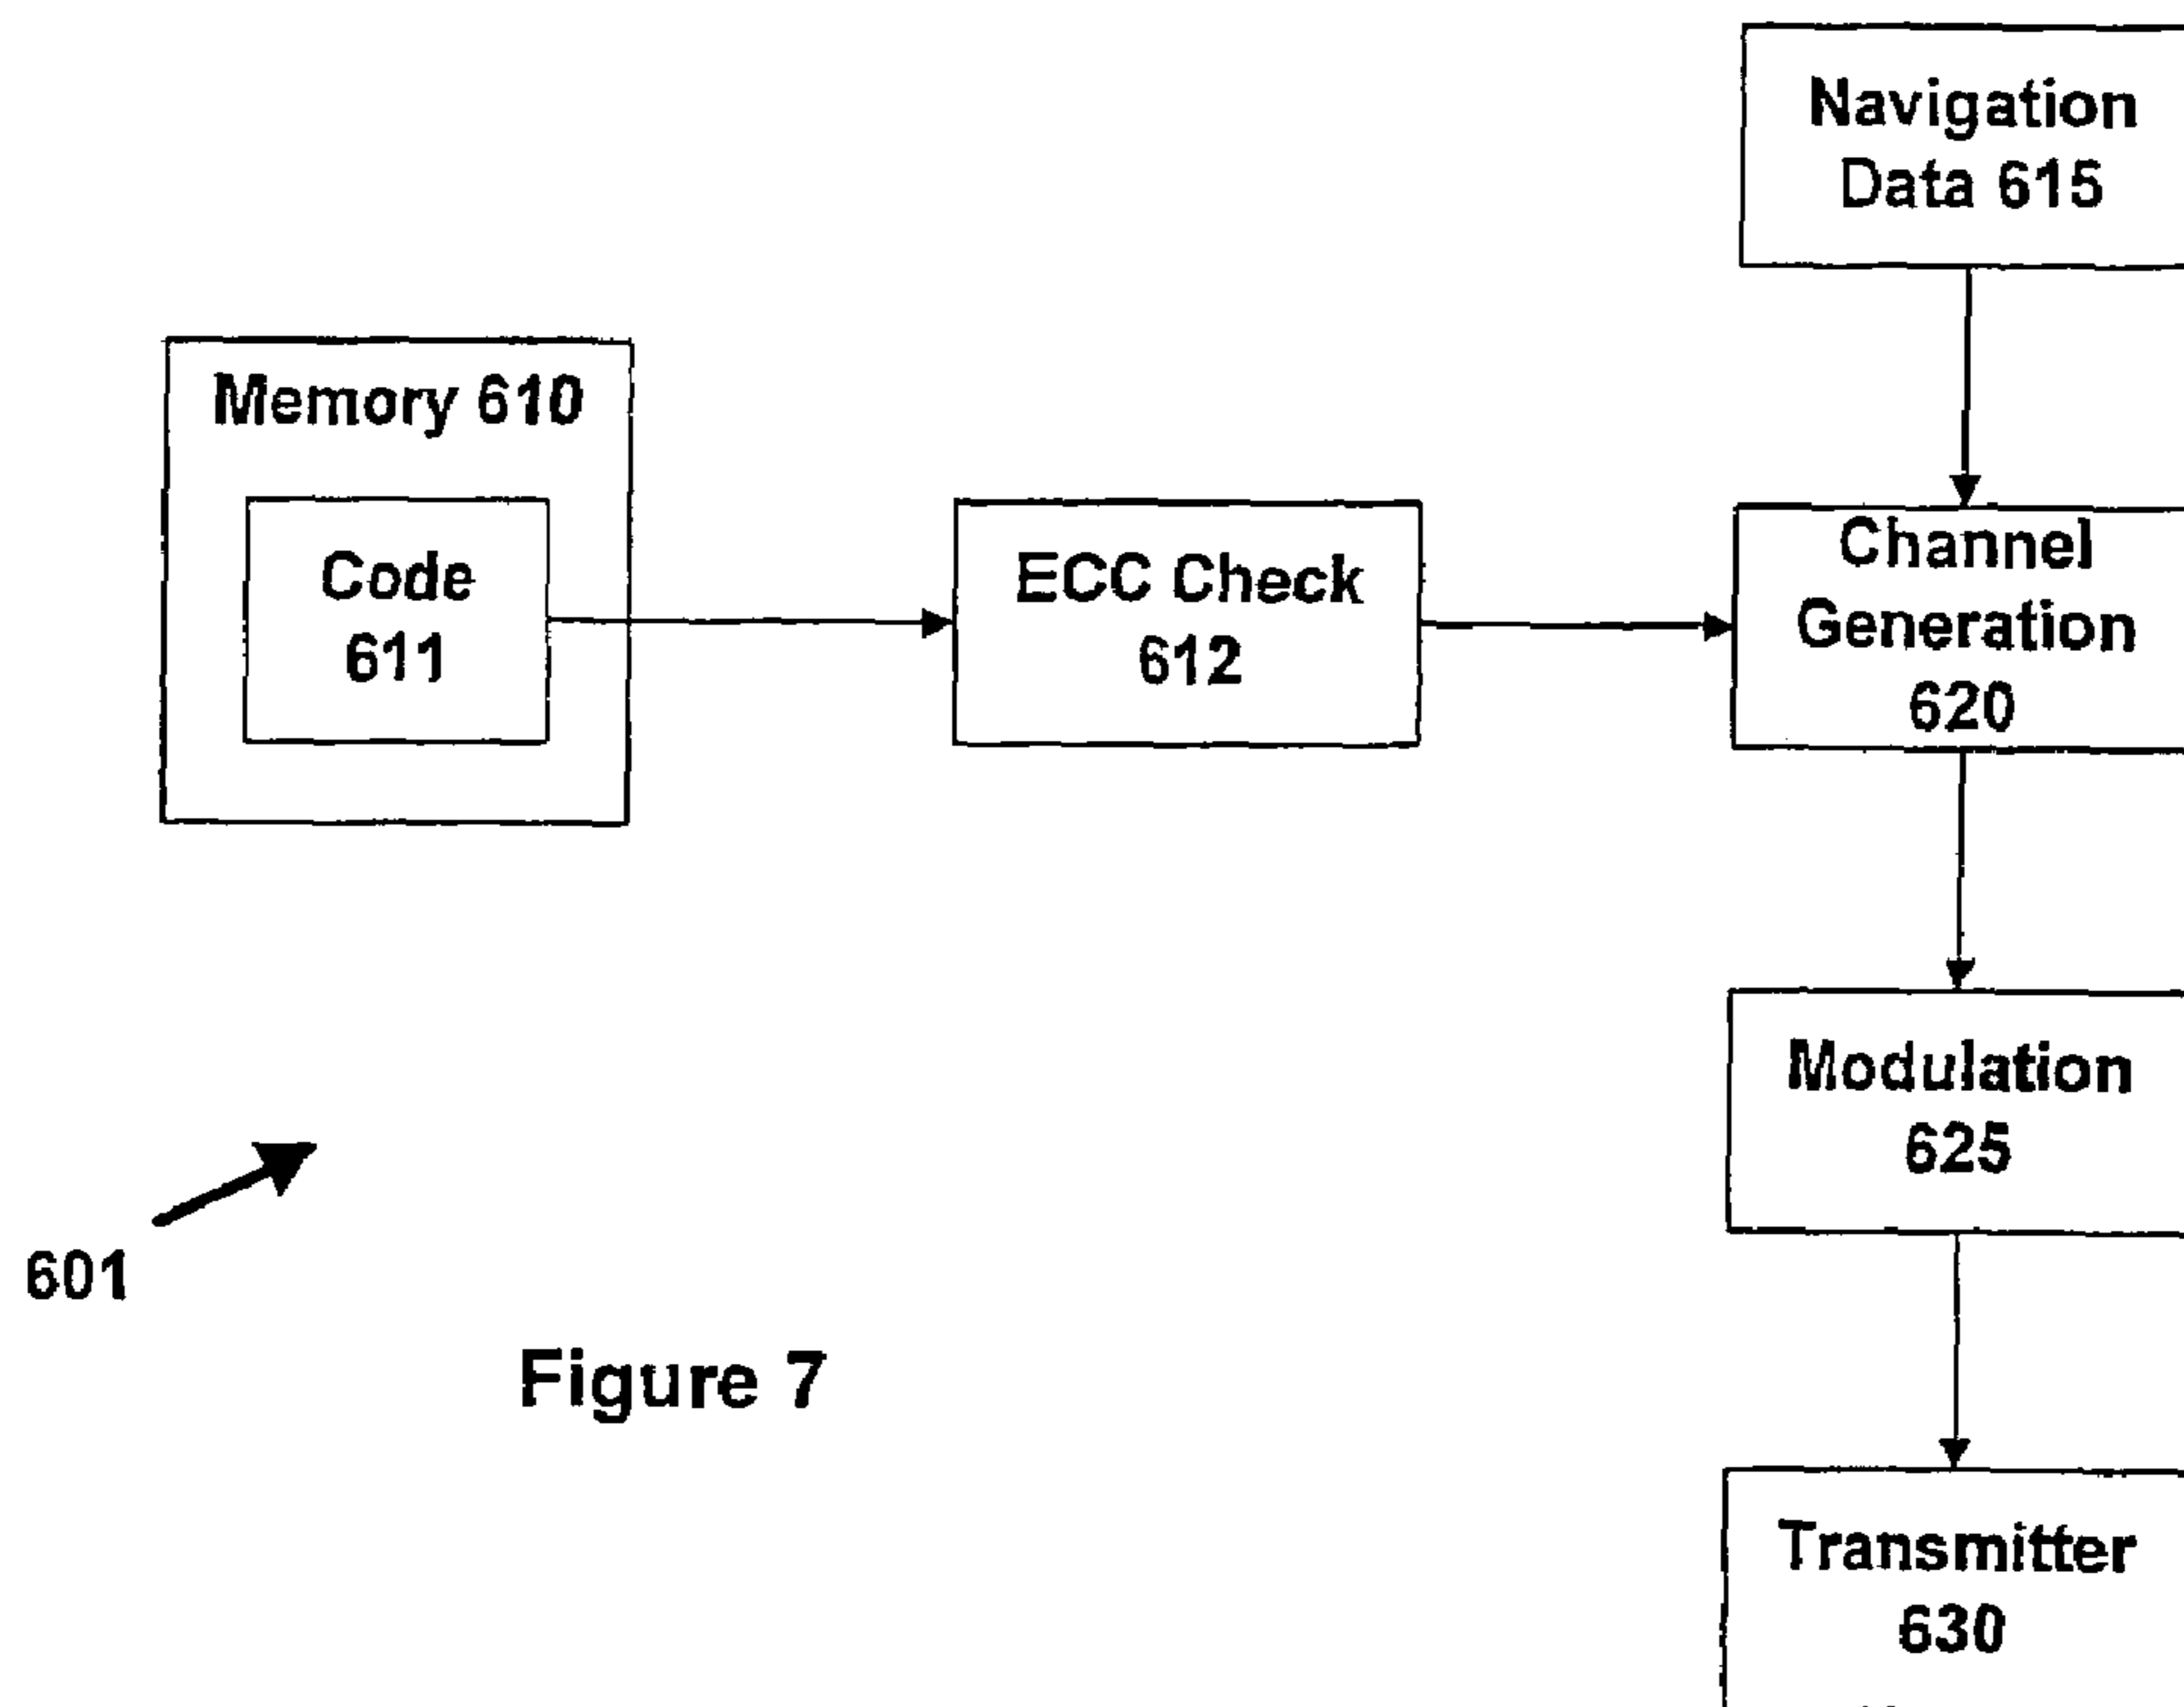 Navigation
Data 615
Memory 610
Code
611
ECC Check
612
Channel
Generation
620
Modulation
625
601
Figure 7
Transmitter
630